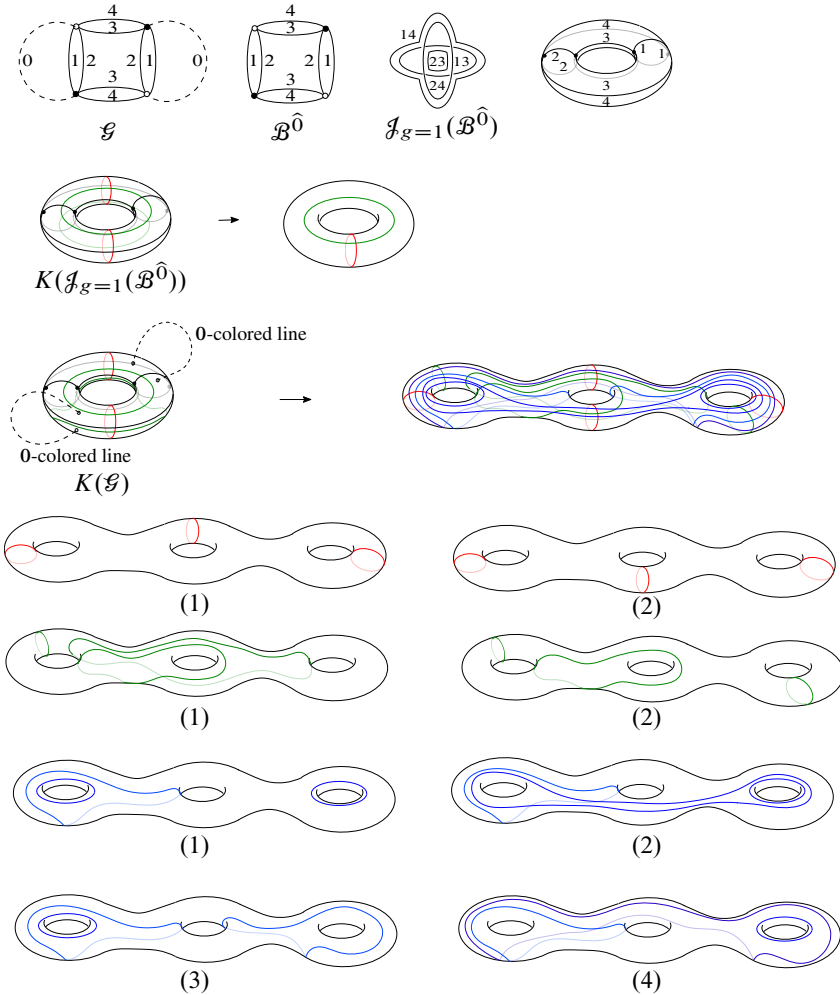 4 4 4
3 3 14 3
0 1 2 2 1 0 1 2 2 1 23 13 2 1 1
2
3 3 24 3
4 4 4
𝒢 ℬ^0̂ 𝒥_{g=1}(ℬ^0̂)
K(𝒥_{g=1}(ℬ^0̂))
0-colored line
0-colored line
K(𝒢)
(1) (2)
(1) (2)
(1) (2)
(3) (4)